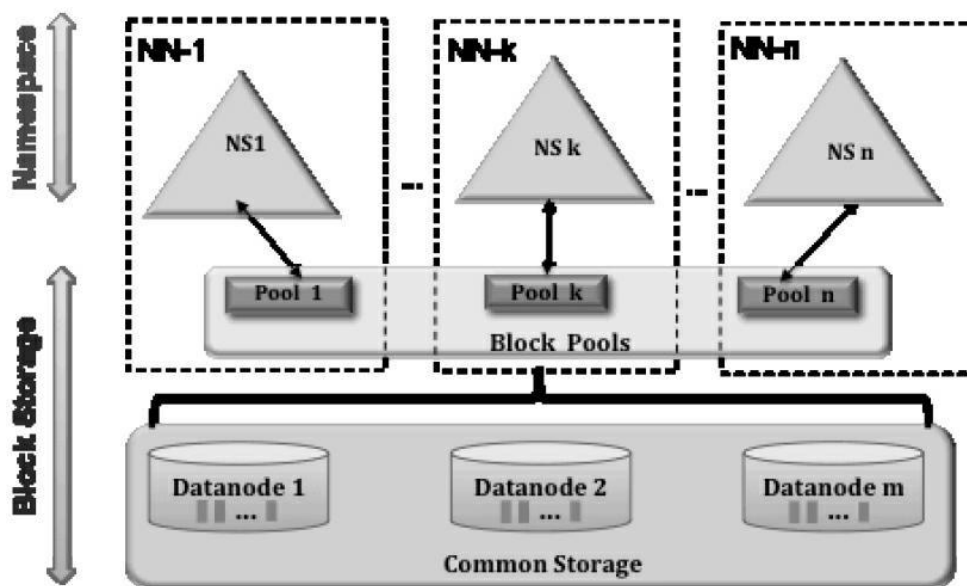 Namespace
NN-1
NN-k
NN-n
NS1
NS k
NS n
...
...
Block Storage
Pool 1
Pool k
Pool n
Block Pools
Datanode 1
Datanode 2
Datanode m
...
...
...
Common Storage